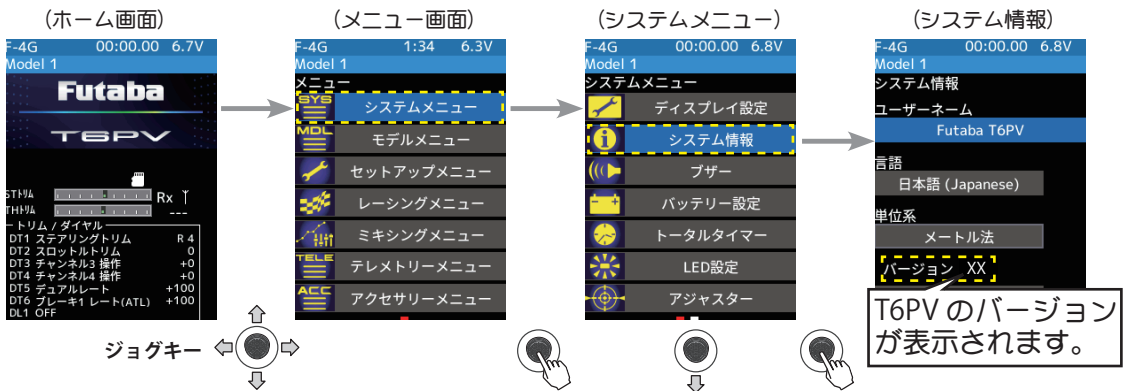 (ホーム画面)
F-4G 00:00.00 6.7V
Model 1
Futaba
T6PV
STトリム
Rx
THトリム
---
トリム / ダイヤル
DT1 ステアリングトリム R 4
DT2 スロットルトリム 0
DT3 チャンネル3 操作 +0
DT4 チャンネル4 操作 +0
DT5 デュアルレート +100
DT6 ブレーキ1 レート(ATL) +100
DL1 OFF
ジョグキー
(メニュー画面)
F-4G 1:34 6.3V
Model 1
メニュー
SYS システムメニュー
MDL モデルメニュー
セットアップメニュー
レーシングメニュー
ミキシングメニュー
TELE テレメトリーメニュー
ACC アクセサリーメニュー
(システムメニュー)
F-4G 00:00.00 6.8V
Model 1
システムメニュー
ディスプレイ設定
システム情報
ブザー
バッテリー設定
トータルタイマー
LED設定
アジャスター
(システム情報)
F-4G 00:00.00 6.8V
Model 1
システム情報
ユーザーネーム
Futaba T6PV
言語
日本語 (Japanese)
単位系
メートル法
バージョン XX
T6PV のバージョン
が表示されます。